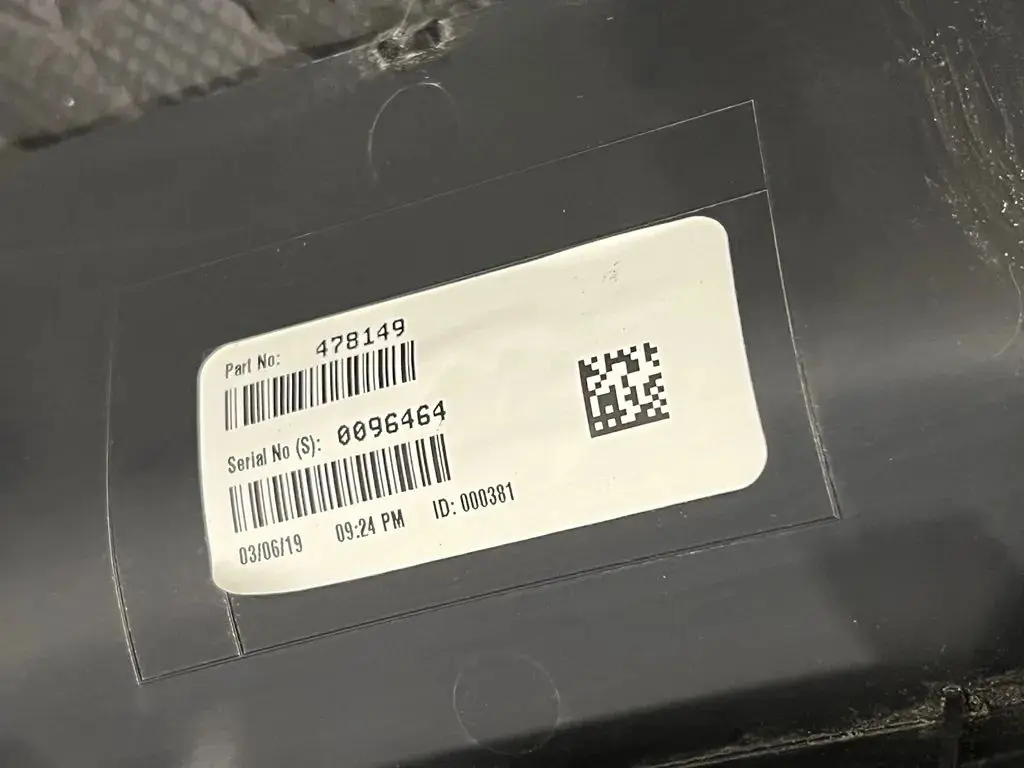 Part No: 478149
Serial No (S): 0096464
03/06/19 09:24 PM ID: 000381